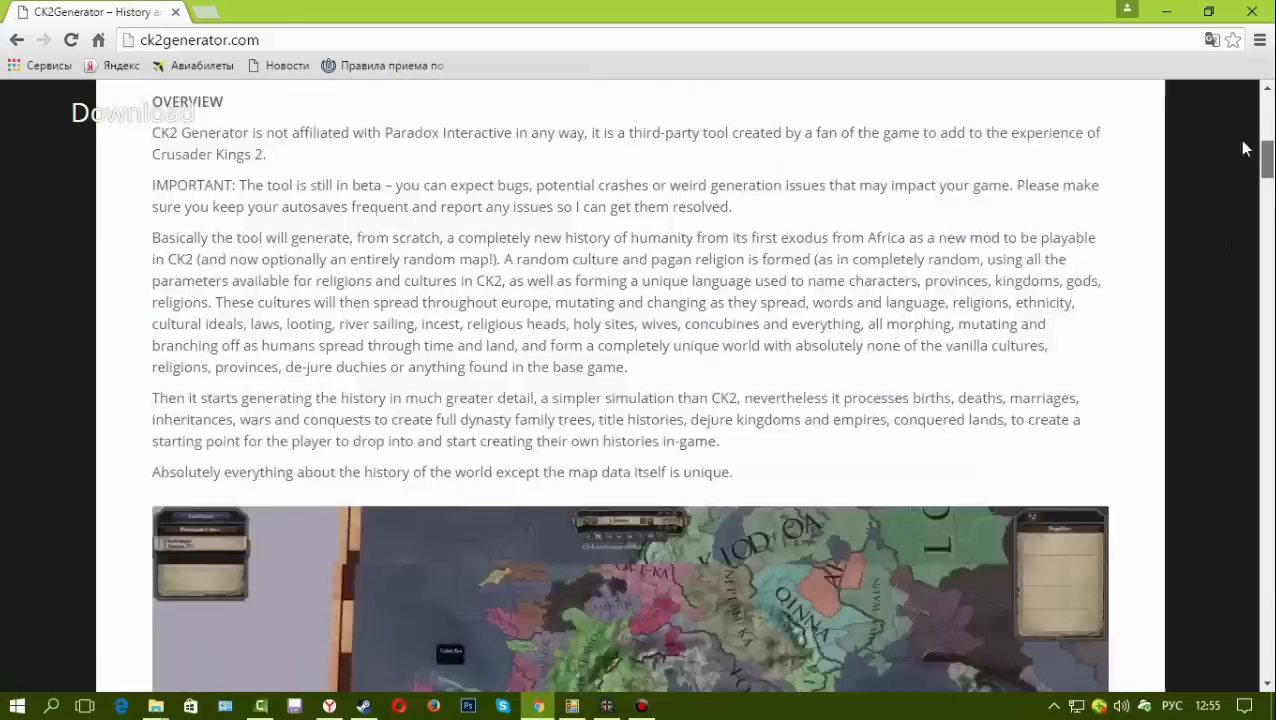 CK2Generator – History a
ck2generator.com
Сервисы
Яндекс
Авиабилеты
Новости
Правила приема по
OVERVIEW
Download
CK2 Generator is not affiliated with Paradox Interactive in any way, it is a third-party tool created by a fan of the game to add to the experience of
Crusader Kings 2.
IMPORTANT: The tool is still in beta – you can expect bugs, potential crashes or weird generation issues that may impact your game. Please make
sure you keep your autosaves frequent and report any issues so I can get them resolved.
Basically the tool will generate, from scratch, a completely new history of humanity from its first exodus from Africa as a new mod to be playable
in CK2 (and now optionally an entirely random map!). A random culture and pagan religion is formed (as in completely random, using all the
parameters available for religions and cultures in CK2, as well as forming a unique language used to name characters, provinces, kingdoms, gods,
religions. These cultures will then spread throughout europe, mutating and changing as they spread, words and language, religions, ethnicity,
cultural ideals, laws, looting, river sailing, incest, religious heads, holy sites, wives, concubines and everything, all morphing, mutating and
branching off as humans spread through time and land, and form a completely unique world with absolutely none of the vanilla cultures,
religions, provinces, de-jure duchies or anything found in the base game.
Then it starts generating the history in much greater detail, a simpler simulation than CK2, nevertheless it processes births, deaths, marriages,
inheritances, wars and conquests to create full dynasty family trees, title histories, dejure kingdoms and empires, conquered lands, to create a
starting point for the player to drop into and start creating their own histories in-game.
Absolutely everything about the history of the world except the map data itself is unique.
QINNA
РУС
12:55